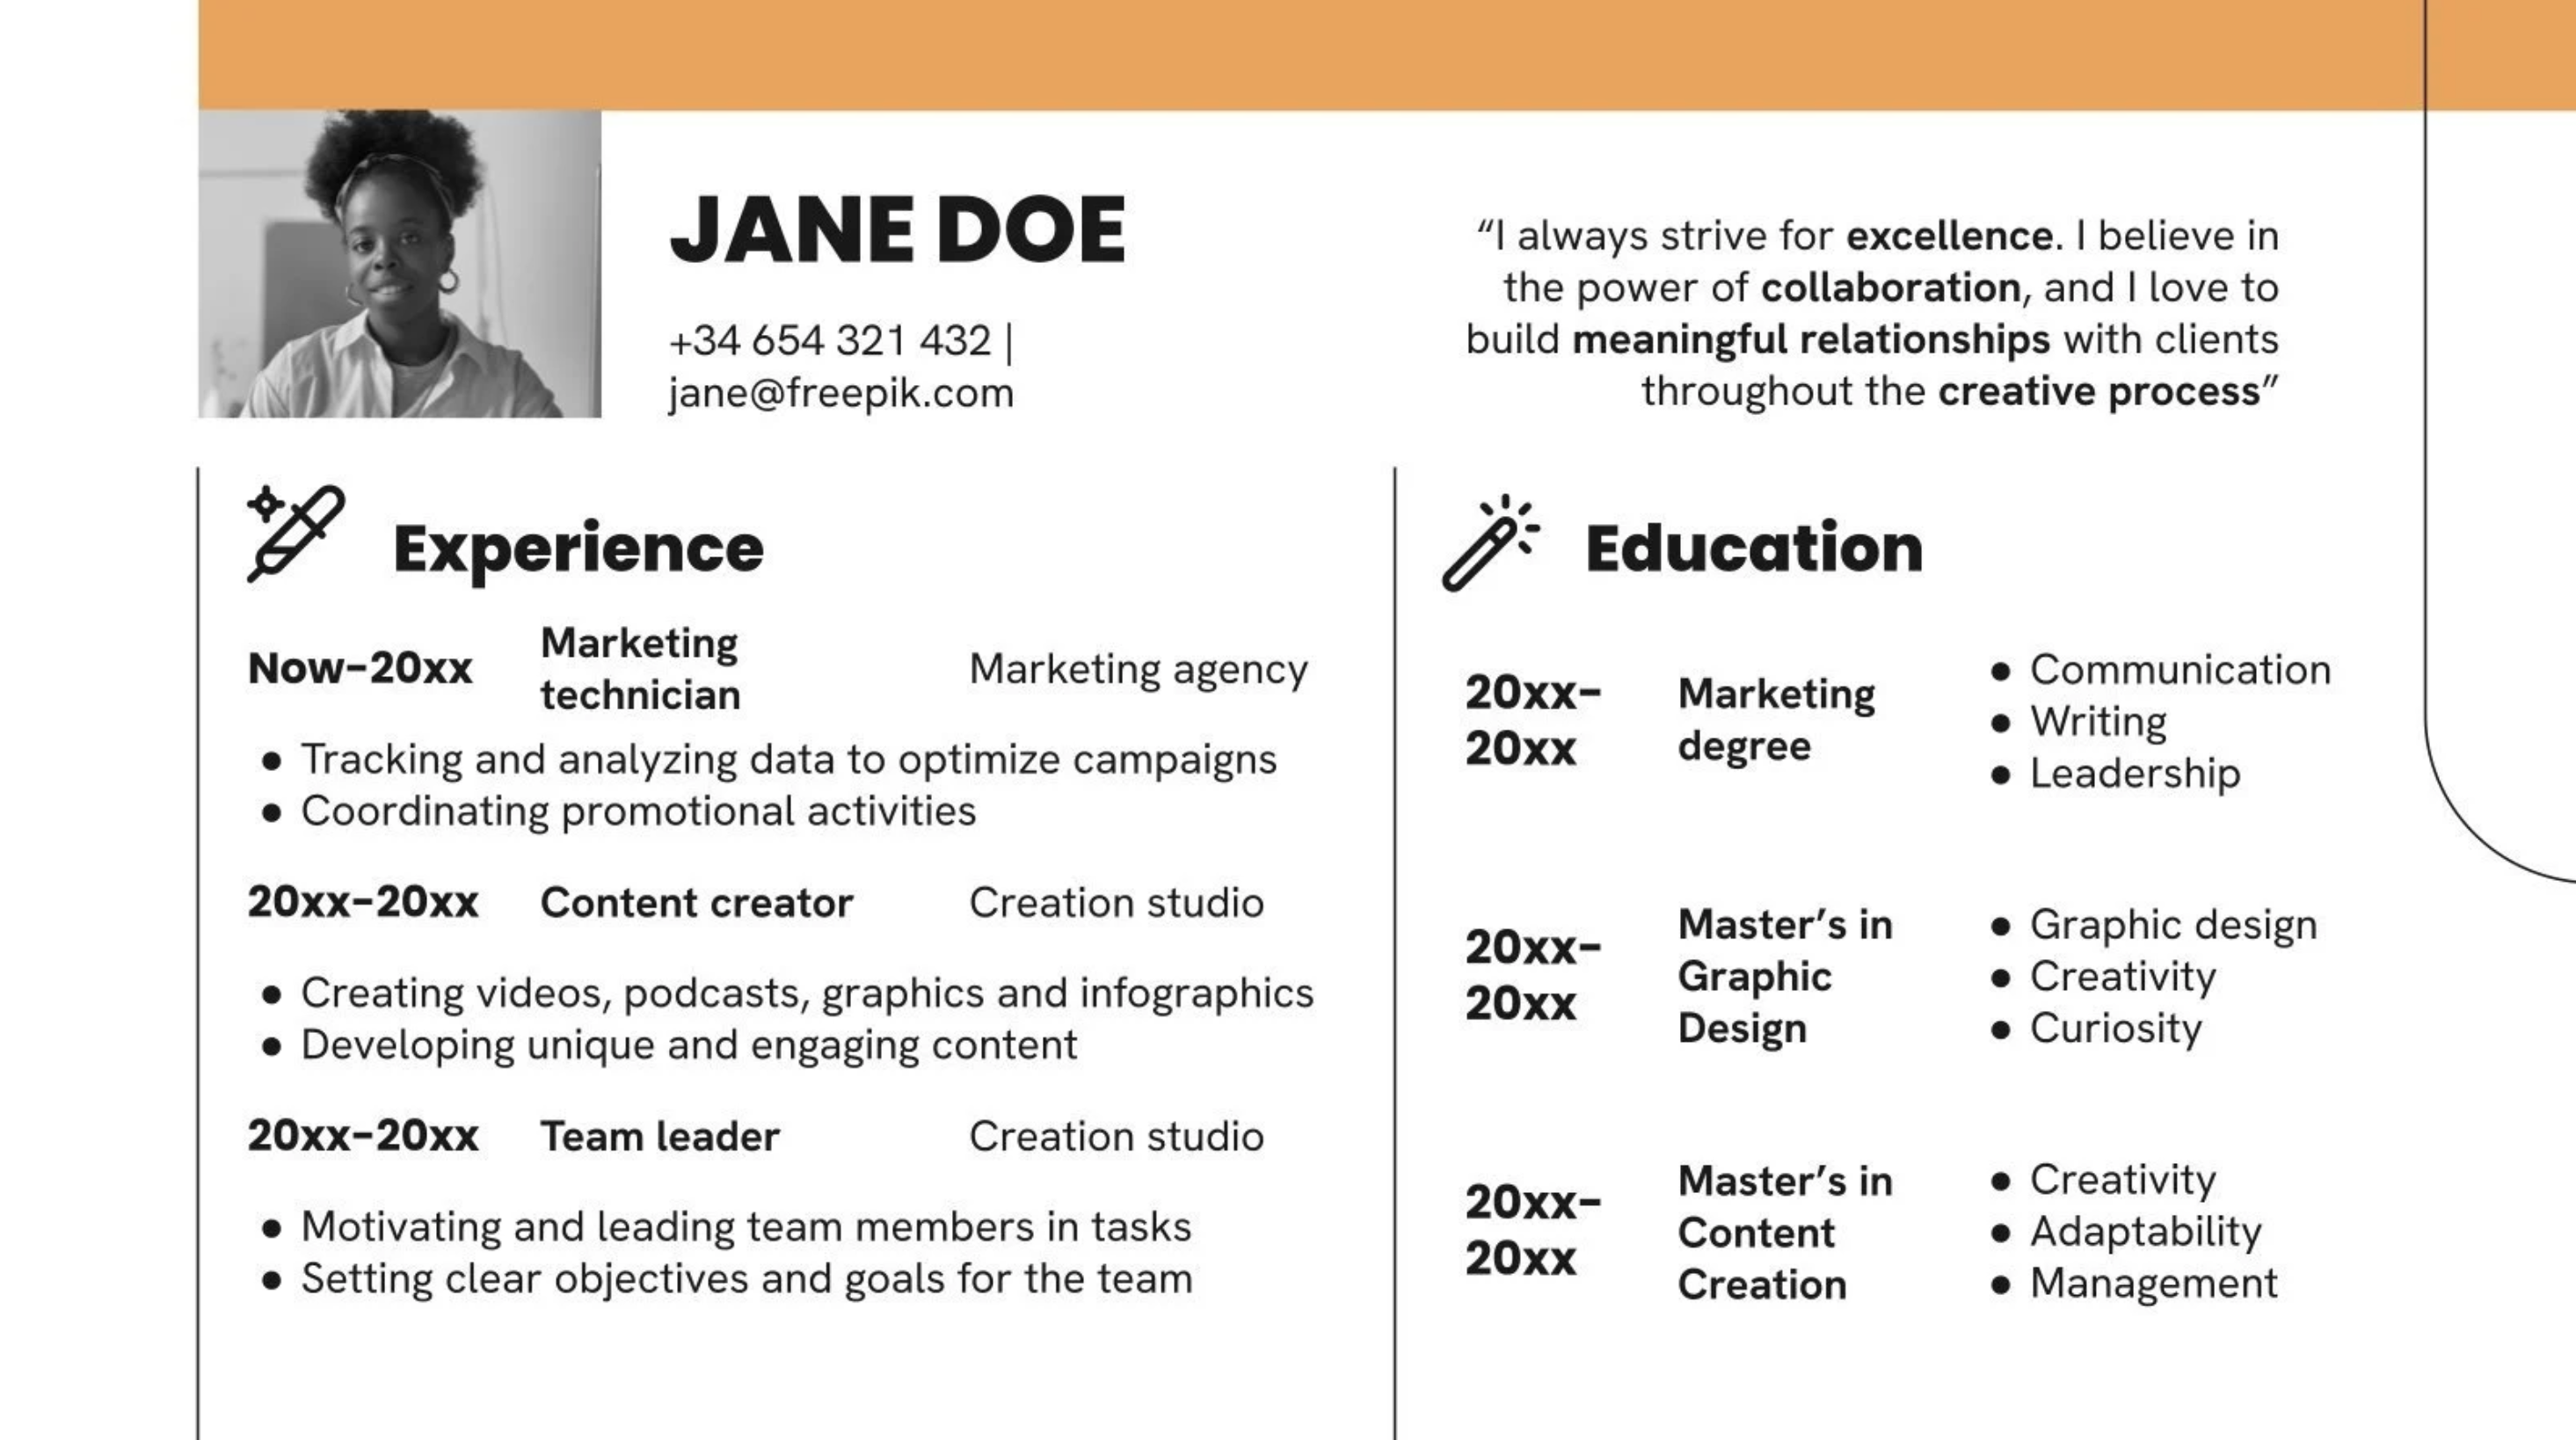 JANE DOE
+34 654 321 432 |
jane@freepik.com
“I always strive for excellence. I believe in
the power of collaboration, and I love to
build meaningful relationships with clients
throughout the creative process”
Experience
Now–20xx
Marketing
technician
Marketing agency
● Tracking and analyzing data to optimize campaigns
● Coordinating promotional activities
20xx–20xx Content creator Creation studio
● Creating videos, podcasts, graphics and infographics
● Developing unique and engaging content
20xx–20xx Team leader Creation studio
● Motivating and leading team members in tasks
● Setting clear objectives and goals for the team
Education
20xx–
20xx
Marketing
degree
● Communication
● Writing
● Leadership
20xx–
20xx
Master’s in
Graphic
Design
● Graphic design
● Creativity
● Curiosity
20xx–
20xx
Master’s in
Content
Creation
● Creativity
● Adaptability
● Management